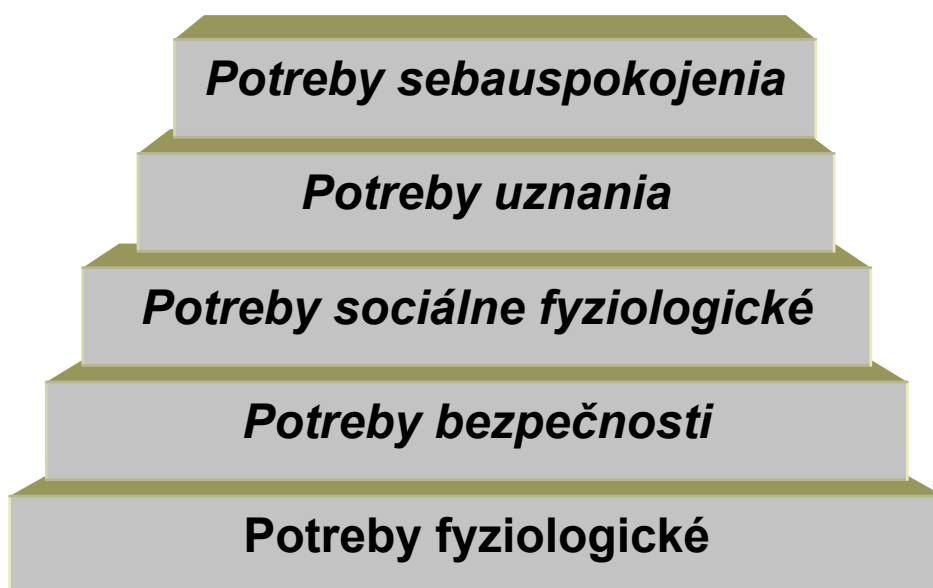 Potreby sebauspokojenia
Potreby uznania
Potreby sociálne fyziologické
Potreby bezpečnosti
Potreby fyziologické